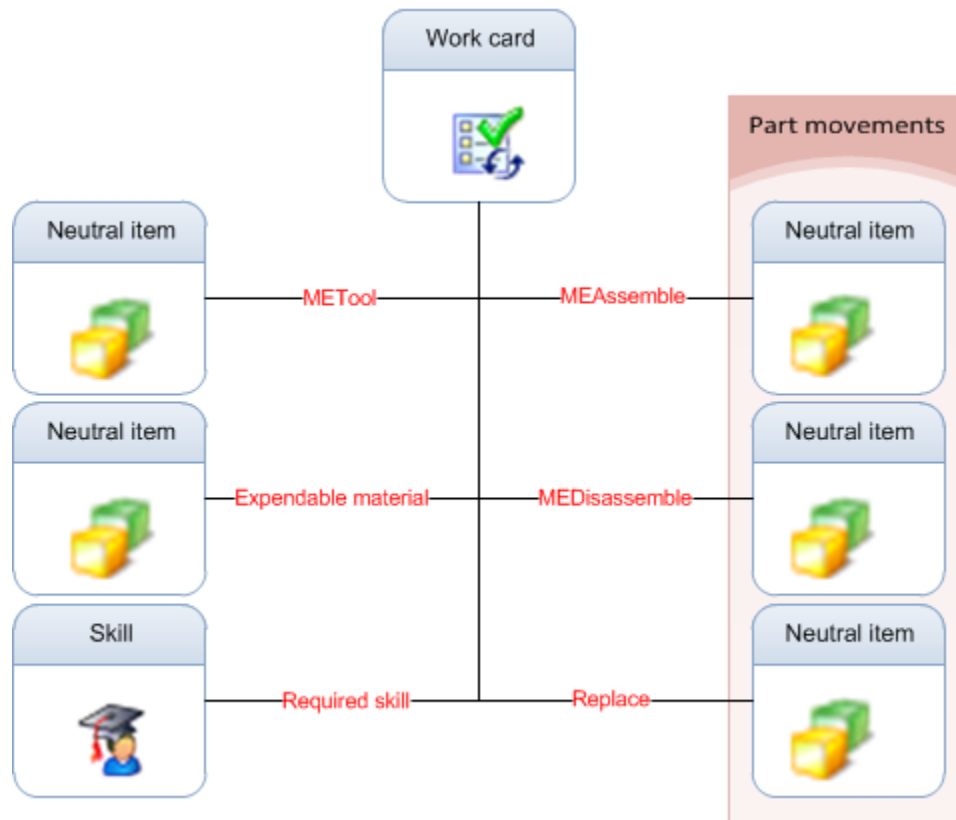 Work card
Part movements
Neutral item
Neutral item
METool
MEAssemble
Neutral item
Neutral item
Expendable material
MEDisassemble
Skill
Neutral item
Required skill
Replace